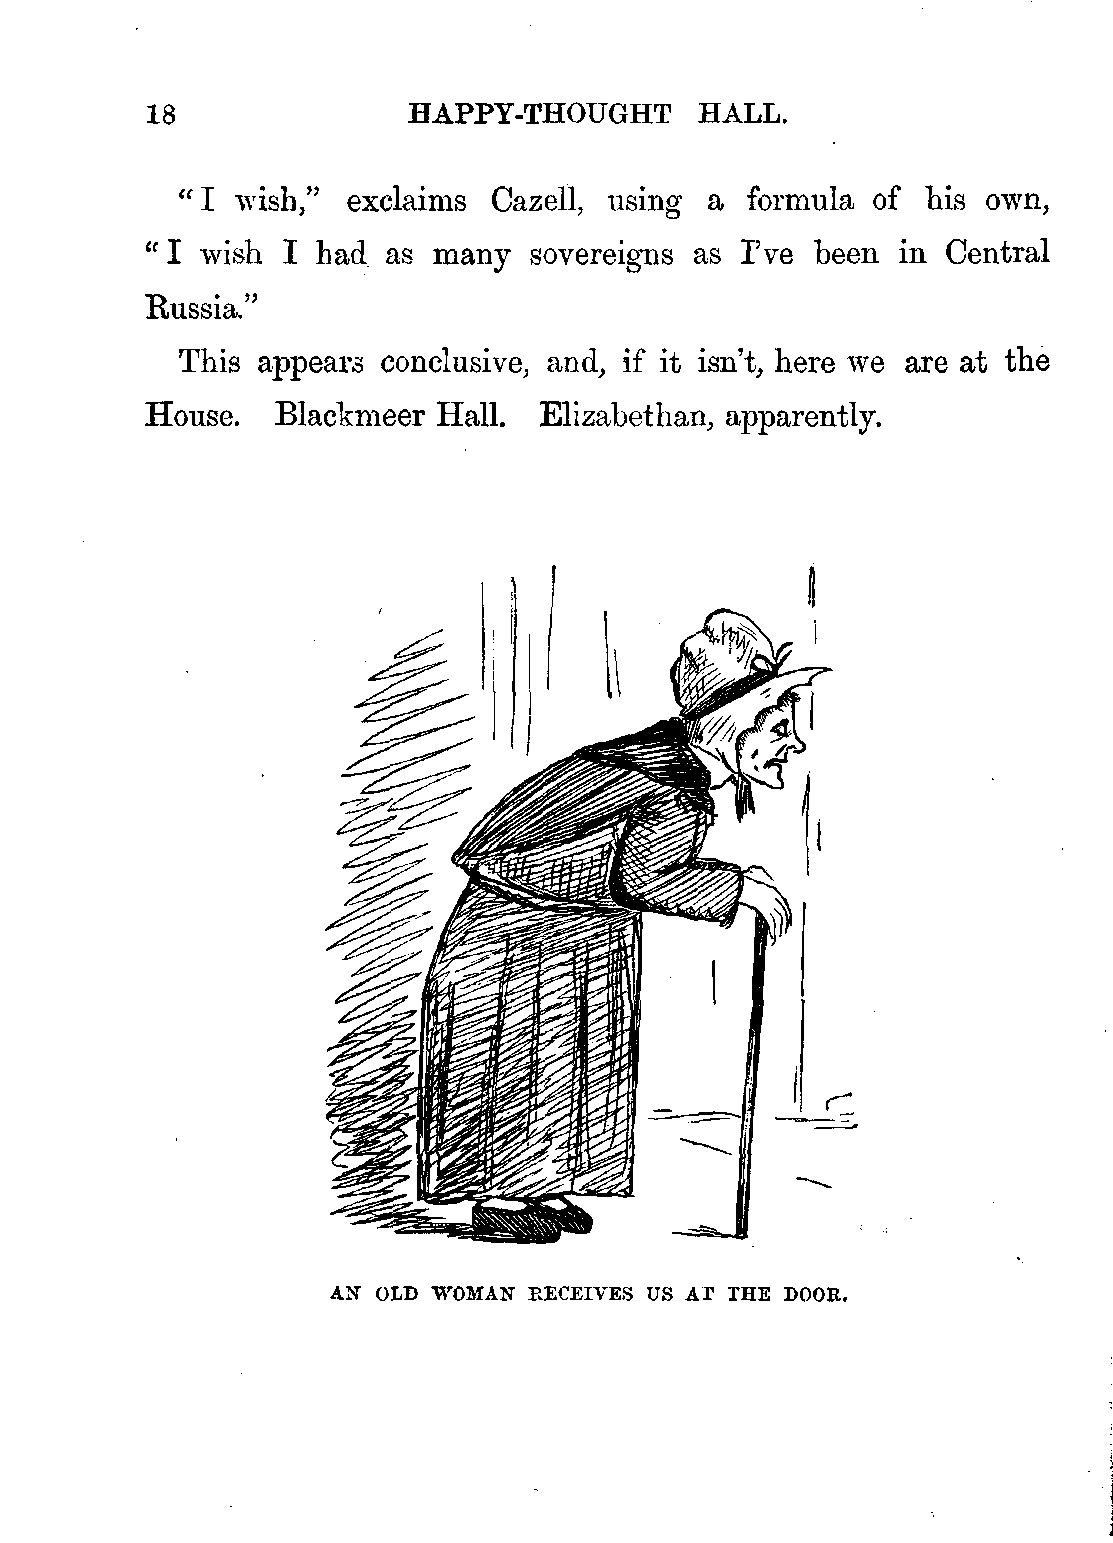 18 HAPPY-THOUGHT HALL.
“I wish,” exclaims Cazell, using a formula of his own,
“I wish I had as many sovereigns as I’ve been in Central
Russia.”
This appears conclusive, and, if it isn’t, here we are at the
House. Blackmeer Hall. Elizabethan, apparently.
AN OLD WOMAN RECEIVES US AT THE DOOR.